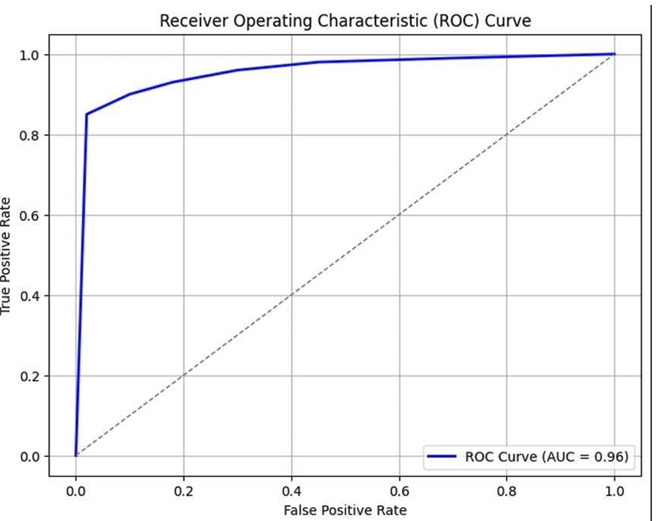 Receiver Operating Characteristic (ROC) Curve
True Positive Rate
1.0
0.8
0.6
0.4
0.2
0.0
ROC Curve (AUC = 0.96)
0.0 0.2 0.4 0.6 0.8 1.0
False Positive Rate